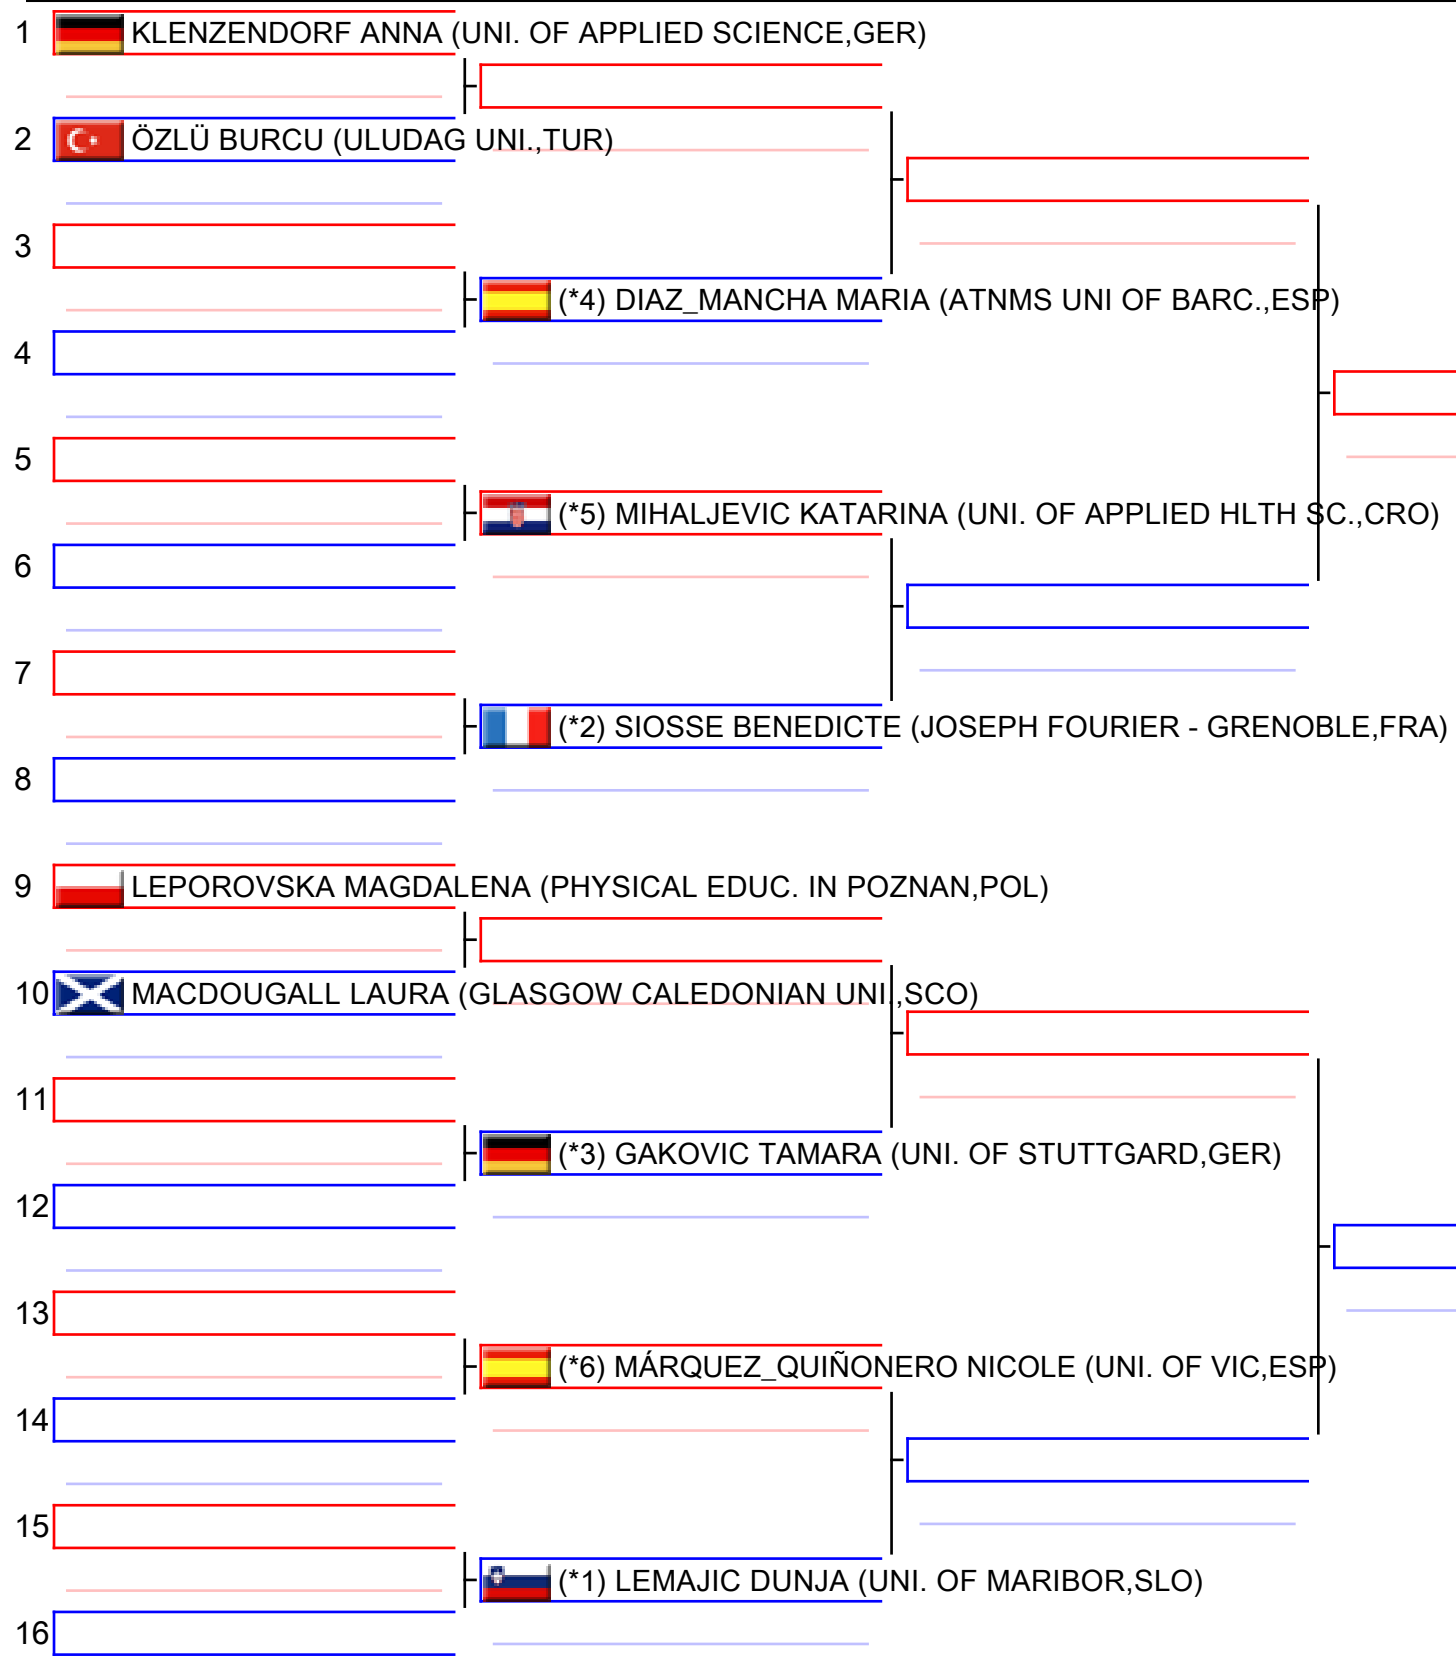 1 KLENZENDORF ANNA (UNI. OF APPLIED SCIENCE,GER)
2 ÖZLÜ BURCU (ULUDAG UNI.,TUR)
3
(*4) DIAZ_MANCHA MARIA (ATNMS UNI OF BARC.,ESP)
4
5
(*5) MIHALJEVIC KATARINA (UNI. OF APPLIED HLTH SC.,CRO)
6
7
(*2) SIOSSE BENEDICTE (JOSEPH FOURIER - GRENOBLE,FRA)
8
9 LEPOROVSKA MAGDALENA (PHYSICAL EDUC. IN POZNAN,POL)
10 MACDOUGALL LAURA (GLASGOW CALEDONIAN UNI.,SCO)
11
(*3) GAKOVIC TAMARA (UNI. OF STUTTGARD,GER)
12
13
(*6) MÁRQUEZ_QUIÑONERO NICOLE (UNI. OF VIC,ESP)
14
15
(*1) LEMAJIC DUNJA (UNI. OF MARIBOR,SLO)
16